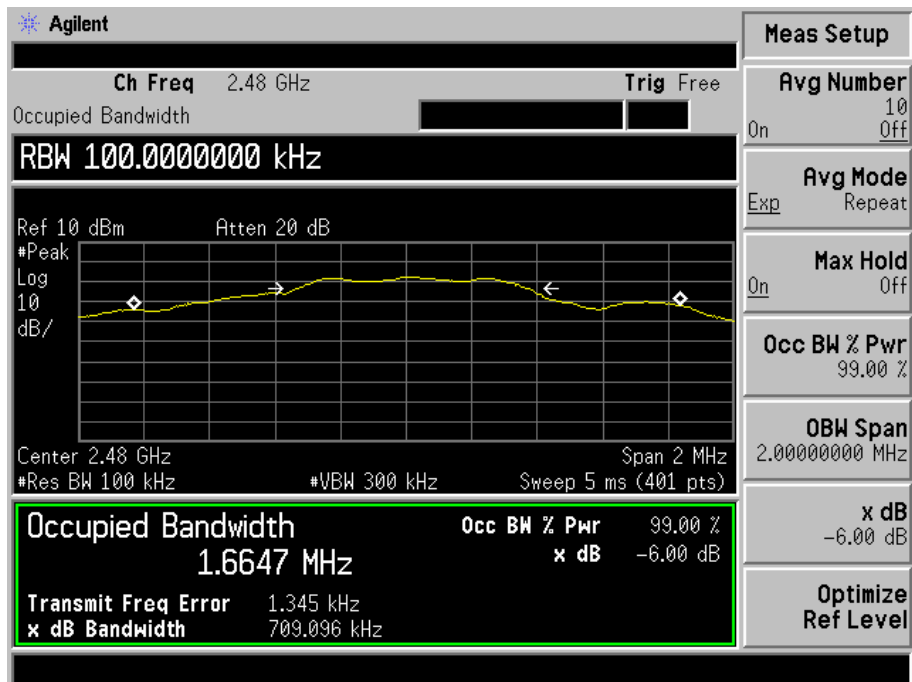 Agilent
Meas Setup
Ch Freq 2.48 GHz Trig Free
Occupied Bandwidth
RBW 100.0000000 kHz
Ref 10 dBm Atten 20 dB
#Peak
Log
10
dB/
Center 2.48 GHz Span 2 MHz
#Res BW 100 kHz #VBW 300 kHz Sweep 5 ms (401 pts)
Occupied Bandwidth Occ BW % Pwr 99.00 %
1.6647 MHz x dB -6.00 dB
Transmit Freq Error 1.345 kHz
x dB Bandwidth 709.096 kHz
Avg Number
10
On Off
Avg Mode
Exp Repeat
Max Hold
On Off
Occ BW % Pwr
99.00 %
OBW Span
2.00000000 MHz
x dB
-6.00 dB
Optimize
Ref Level